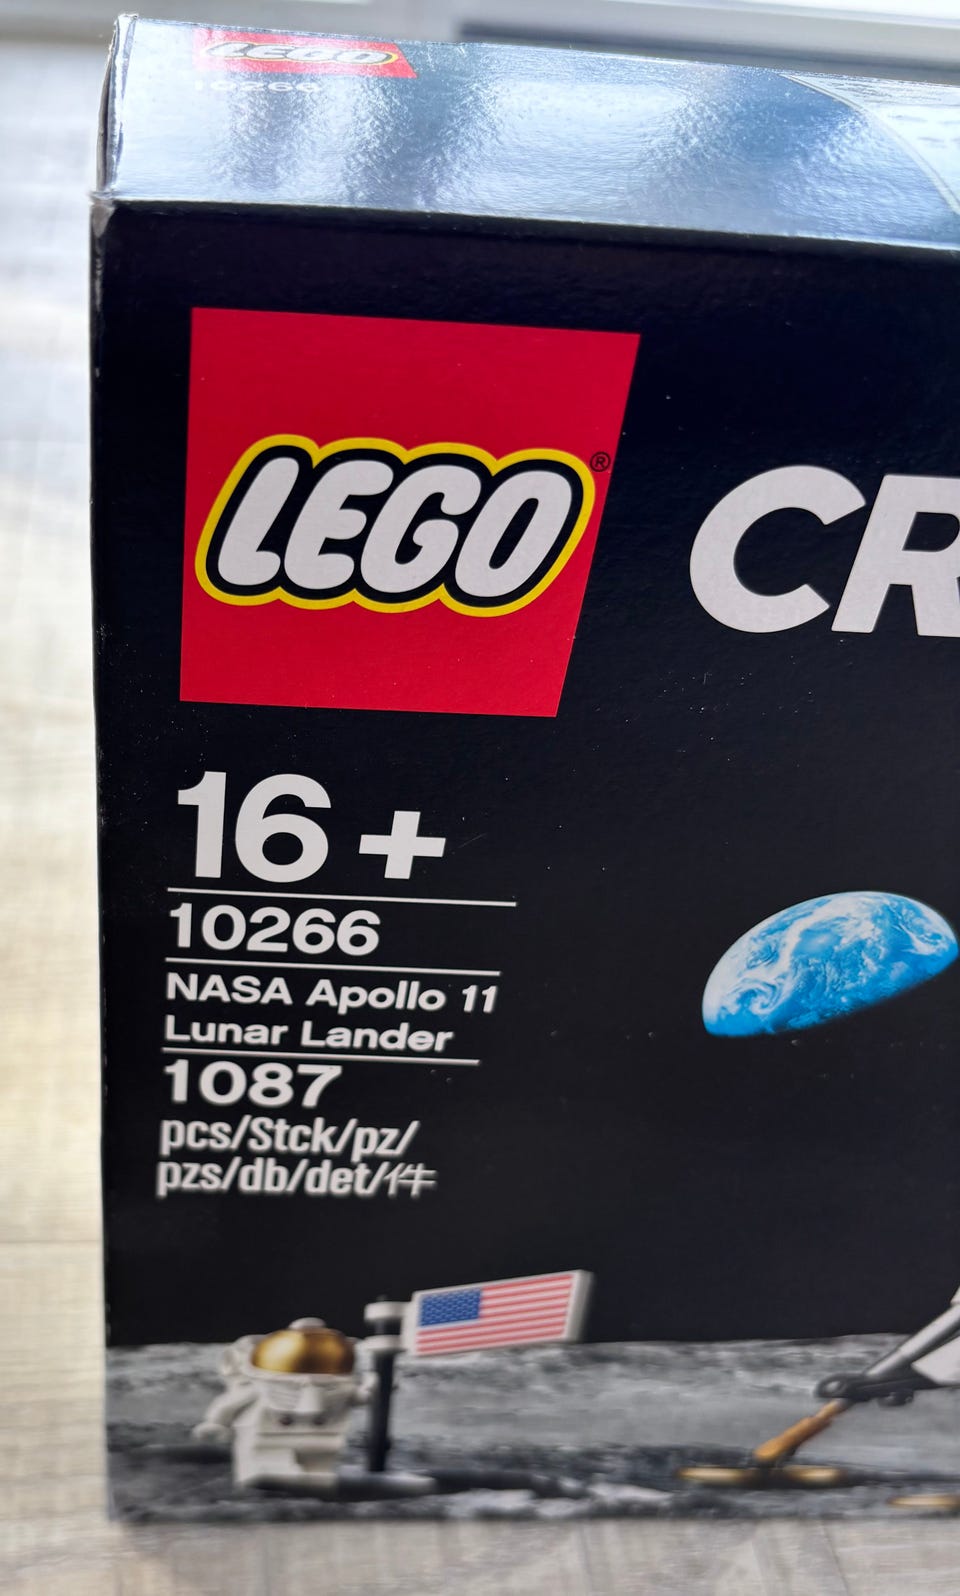 LEGO
10266
LEGO®
CR
16+
10266
NASA Apollo 11
Lunar Lander
1087
pcs/Stck/pz/
pzs/db/det/件